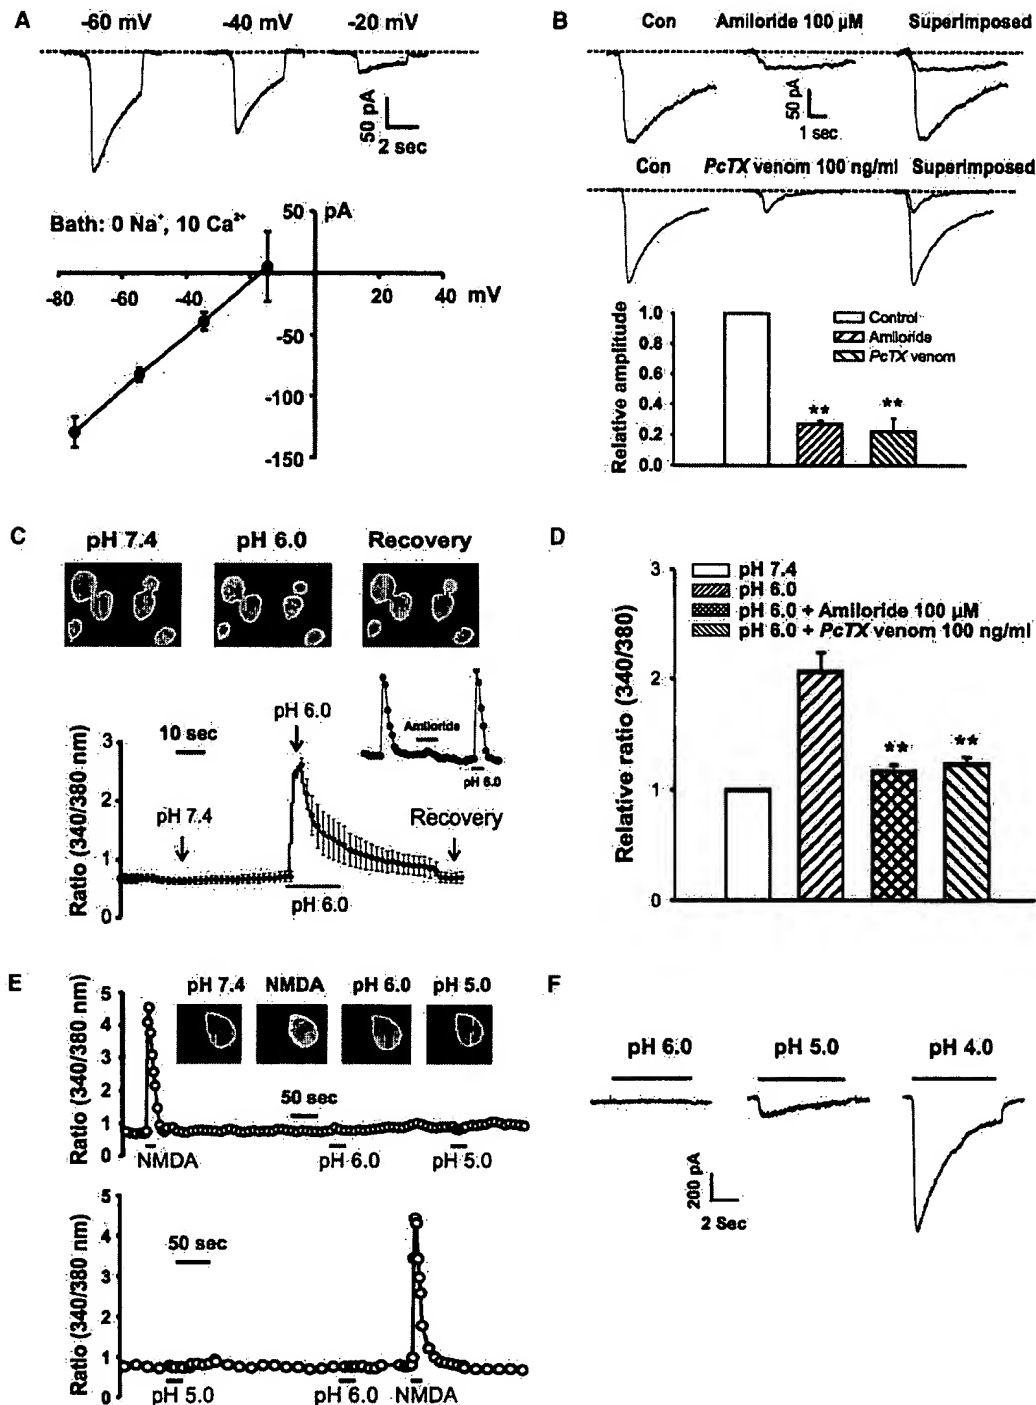 A
-60 mV -40 mV -20 mV
50 pA
2 sec
Bath: 0 Na⁺, 10 Ca²⁺
50 pA
-80 -60 -40 -20 20 40 mV
-50
-100
-150
B
Con Amiloride 100 µM Superimposed
50 pA
1 sec
Con PcTX venom 100 ng/ml Superimposed
Relative amplitude
1.0
0.8
0.6
0.4
0.2
0.0
Control
Amiloride
PcTX venom
** **
C
pH 7.4 pH 6.0 Recovery
Ratio (340/380 nm)
3
2
1
0
10 sec
pH 7.4
pH 6.0
pH 6.0
Recovery
Amiloride
pH 6.0
D
Relative ratio (340/380)
3
2
1
0
pH 7.4
pH 6.0
pH 6.0 + Amiloride 100 µM
pH 6.0 + PcTX venom 100 ng/ml
** **
E
pH 7.4 NMDA pH 6.0 pH 5.0
Ratio (340/380 nm)
5
4
3
2
1
0
50 sec
NMDA pH 6.0 pH 5.0
Ratio (340/380 nm)
5
4
3
2
1
0
50 sec
pH 5.0 pH 6.0 NMDA
F
pH 6.0 pH 5.0 pH 4.0
200 pA
2 Sec